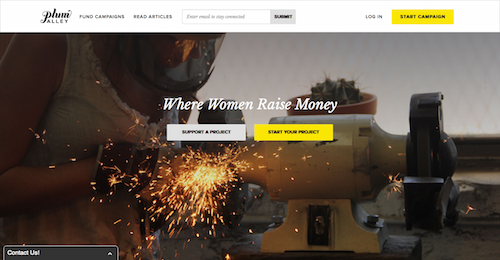 plum
ALLEY
FUND CAMPAIGNS
READ ARTICLES
Enter email to stay connected
SUBMIT
LOG IN
START CAMPAIGN
Where Women Raise Money
SUPPORT A PROJECT
START YOUR PROJECT
Contact Us!